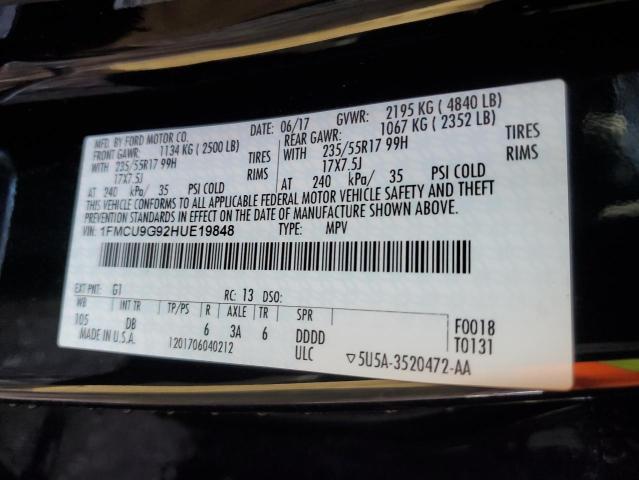 MFD. BY FORD MOTOR CO.
DATE: 06/17 GVWR: 2195 KG ( 4840 LB)
FRONT GAWR: 1134 KG ( 2500 LB) REAR GAWR: 1067 KG ( 2352 LB)
WITH 235/55R17 99H TIRES WITH 235/55R17 99H TIRES
17X7.5J RIMS 17X7.5J RIMS
AT 240 kPa/ 35 PSI COLD AT 240 kPa/ 35 PSI COLD
THIS VEHICLE CONFORMS TO ALL APPLICABLE FEDERAL MOTOR VEHICLE SAFETY AND THEFT
PREVENTION STANDARDS IN EFFECT ON THE DATE OF MANUFACTURE SHOWN ABOVE.
VIN: 1FMCU9G92HUE19848 TYPE: MPV
EXT PNT: G1 RC: 13 DSO:
WB INT TR TP/PS R AXLE TR SPR
105 DB 6 3A 6 DDDD F0018
MADE IN U.S.A. 1201706040212 ULC ▽5U5A-3520472-AA T0131